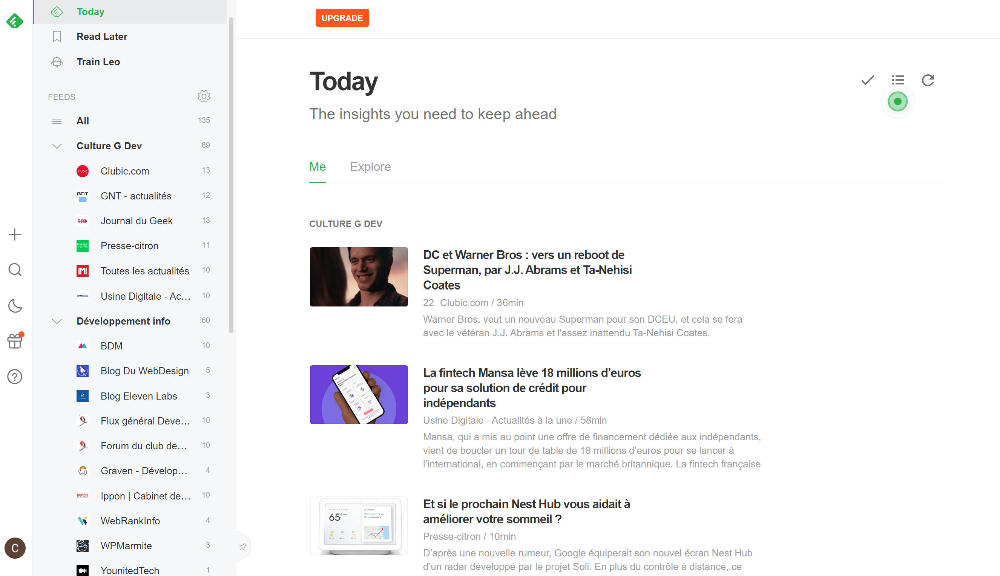 Today
Read Later
Train Leo
FEEDS
All 135
Culture G Dev 69
clubic Clubic.com 13
GNT GNT - actualités 12
Geek Journal du Geek 13
PRESSE CITRON Presse-citron 11
LMI Toutes les actualités 10
Usine Digitale - Ac... 10
Développement info 60
BDM 10
Blog Du WebDesign 5
Blog Eleven Labs 3
Flux général Deve... 10
Forum du club de... 10
Graven - Dévelop... 4
IPPON Ippon | Cabinet de... 10
WebRankInfo 4
WPMarmite 3
YounitedTech 1
C
UPGRADE
Today
The insights you need to keep ahead
Me Explore
CULTURE G DEV
DC et Warner Bros : vers un reboot de
Superman, par J.J. Abrams et Ta-Nehisi
Coates
22 Clubic.com / 36min
Warner Bros. veut un nouveau Superman pour son DCEU, et cela se fera
avec le vétéran J.J. Abrams et l'assez inattendu Ta-Nehisi Coates.
La fintech Mansa lève 18 millions d’euros
pour sa solution de crédit pour
indépendants
Usine Digitale - Actualités à la une / 58min
Mansa, qui a mis au point une offre de financement dédiée aux indépendants,
vient de boucler un tour de table de 18 millions d’euros pour se lancer à
l’international, en commençant par le marché britannique. La fintech française
65°
20 min to work
Et si le prochain Nest Hub vous aidait à
améliorer votre sommeil ?
Presse-citron / 10min
D’après une nouvelle rumeur, Google équiperait son nouvel écran Nest Hub
d’un radar développé par le projet Soli. En plus du contrôle à distance, ce